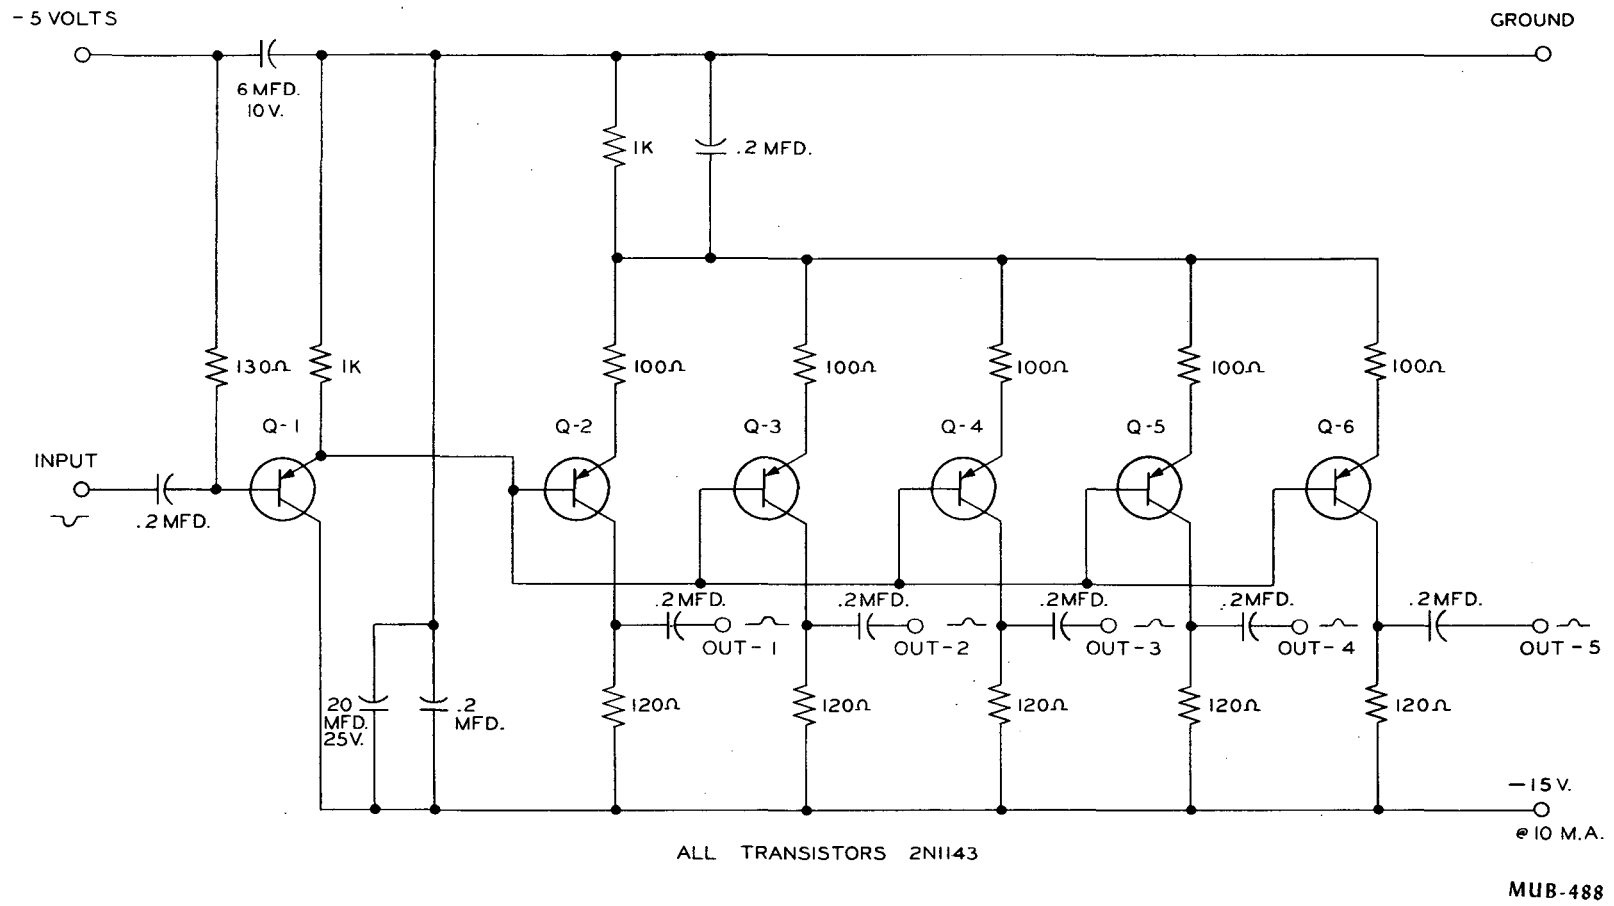 - 5 VOLTS
GROUND
6 MFD.
10 V.
1K
.2 MFD.
130Ω
1K
100Ω
100Ω
100Ω
100Ω
100Ω
Q-1
Q-2
Q-3
Q-4
Q-5
Q-6
INPUT
.2 MFD.
.2 MFD.
.2 MFD.
.2 MFD.
.2 MFD.
.2 MFD.
OUT-1
OUT-2
OUT-3
OUT-4
OUT-5
20
MFD.
25V.
.2
MFD.
120Ω
120Ω
120Ω
120Ω
120Ω
-15 V.
@ 10 M.A.
ALL TRANSISTORS 2N1143
MUB-488